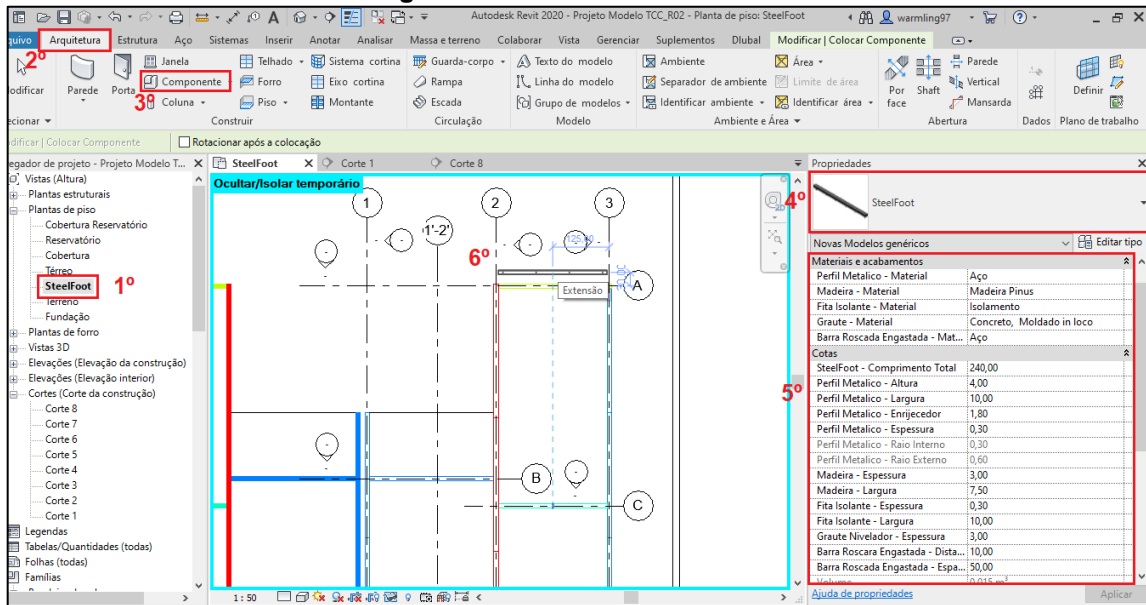 Autodesk Revit 2020 - Projeto Modelo TCC_R02 - Planta de piso: SteelFoot
warmling97
quivo Arquitetura Estrutura Aço Sistemas Inserir Anotar Analisar Massa e terreno Colaborar Vista Gerenciar Suplementos Dlubal Modificar | Colocar Componente
2º
3º
odificar
Parede
Porta
Janela
Componente
Coluna
Telhado
Forro
Piso
Sistema cortina
Eixo cortina
Montante
Guarda-corpo
Rampa
Escada
Texto do modelo
Linha do modelo
Grupo de modelos
Ambiente
Separador de ambiente
Identificar ambiente
Área
Limite de área
Identificar área
Por face
Shaft
Parede
Vertical
Mansarda
Definir
ecionar
Construir
Circulação
Modelo
Ambiente e Área
Abertura
Dados
Plano de trabalho
dificar | Colocar Componente
Rotacionar após a colocação
egador de projeto - Projeto Modelo T...
SteelFoot
Corte 1
Corte 8
Vistas (Altura)
Plantas estruturais
Plantas de piso
Cobertura Reservatório
Reservatório
Cobertura
Térreo
SteelFoot
1º
Terreno
Fundação
Plantas de forro
Vistas 3D
Elevações (Elevação da construção)
Elevações (Elevação interior)
Cortes (Corte da construção)
Corte 8
Corte 7
Corte 6
Corte 5
Corte 4
Corte 3
Corte 2
Corte 1
Legendas
Tabelas/Quantidades (todas)
Folhas (todas)
Famílias
Ocultar/Isolar temporário
1
2
3
1'-2'
125,00
6º
Extensão
A
B
C
2D
1 : 50
Propriedades
4º
SteelFoot
Novas Modelos genéricos
Editar tipo
Materiais e acabamentos
Perfil Metalico - Material Aço
Madeira - Material Madeira Pinus
Fita Isolante - Material Isolamento
Graute - Material Concreto, Moldado in loco
Barra Roscada Engastada - Mat... Aço
Cotas
SteelFoot - Comprimento Total 240,00
5º
Perfil Metalico - Altura 4,00
Perfil Metalico - Largura 10,00
Perfil Metalico - Enrijecedor 1,80
Perfil Metalico - Espessura 0,30
Perfil Metalico - Raio Interno 0,30
Perfil Metalico - Raio Externo 0,60
Madeira - Espessura 3,00
Madeira - Largura 7,50
Fita Isolante - Espessura 0,30
Fita Isolante - Largura 10,00
Graute Nivelador - Espessura 3,00
Barra Roscara Engastada - Dista... 10,00
Barra Roscara Engastada - Espa... 50,00
Volume 0,015 m³
Ajuda de propriedades
Aplicar